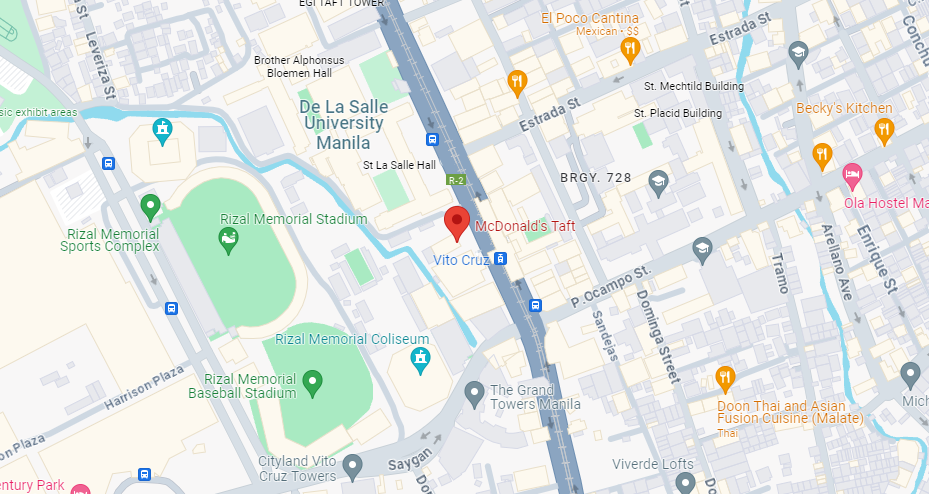 EGI TAFT TOWER
Leveriza St
El Poco Cantina
Mexican • $$
Estrada St
Brother Alphonsus
Bloemen Hall
St. Mechtild Building
De La Salle
University
Manila
sic exhibit areas
Estrada St
St. Placid Building
Becky's Kitchen
St La Salle Hall
R-2
BRGY. 728
Ola Hostel Ma
Rizal Memorial Stadium
McDonald's Taft
Rizal Memorial
Sports Complex
Vito Cruz
Arellano Ave
Enrique St
Tramo
P. Ocampo St.
Sandejas
Dominga Street
Rizal Memorial Coliseum
Harrison Plaza
Rizal Memorial
Baseball Stadium
The Grand
Towers Manila
Doon Thai and Asian
Fusion Cuisine (Malate)
Thai
Mich
on Plaza
Cityland Vito
Cruz Towers
Saygan
Viverde Lofts
entury Park